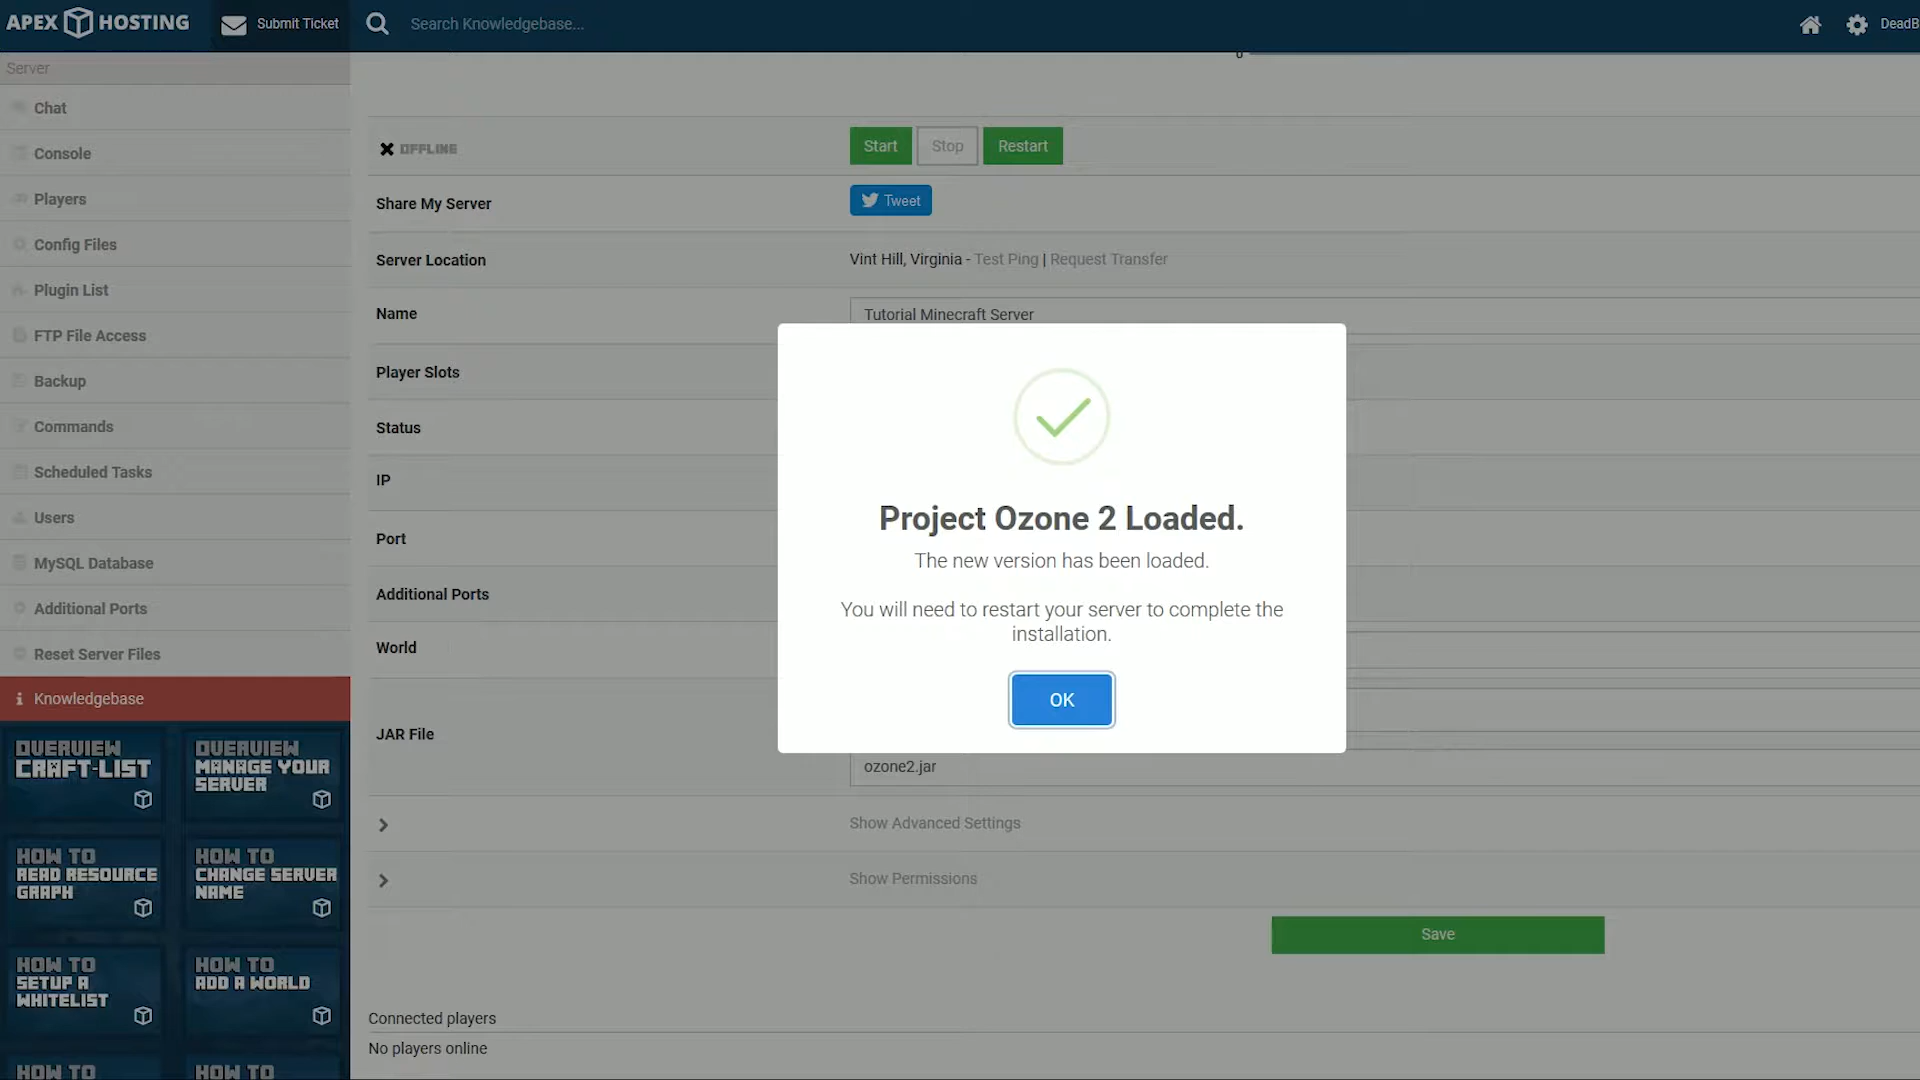 APEX HOSTING
Submit Ticket
Search Knowledgebase...
DeadB
Server
Chat
Console
Players
Config Files
Plugin List
FTP File Access
Backup
Commands
Scheduled Tasks
Users
MySQL Database
Additional Ports
Reset Server Files
Knowledgebase
OVERVIEW
CRAFT-LIST
OVERVIEW
MANAGE YOUR
SERVER
HOW TO
READ RESOURCE
GRAPH
HOW TO
CHANGE SERVER
NAME
HOW TO
SETUP A
WHITELIST
HOW TO
ADD A WORLD
HOW TO
HOW TO
0
OFFLINE
Start
Stop
Restart
Share My Server
Tweet
Server Location
Vint Hill, Virginia - Test Ping | Request Transfer
Name
Tutorial Minecraft Server
Player Slots
Status
IP
Port
Additional Ports
World
JAR File
ozone2.jar
Show Advanced Settings
Show Permissions
Save
Connected players
No players online
Project Ozone 2 Loaded.
The new version has been loaded.
You will need to restart your server to complete the
installation.
OK